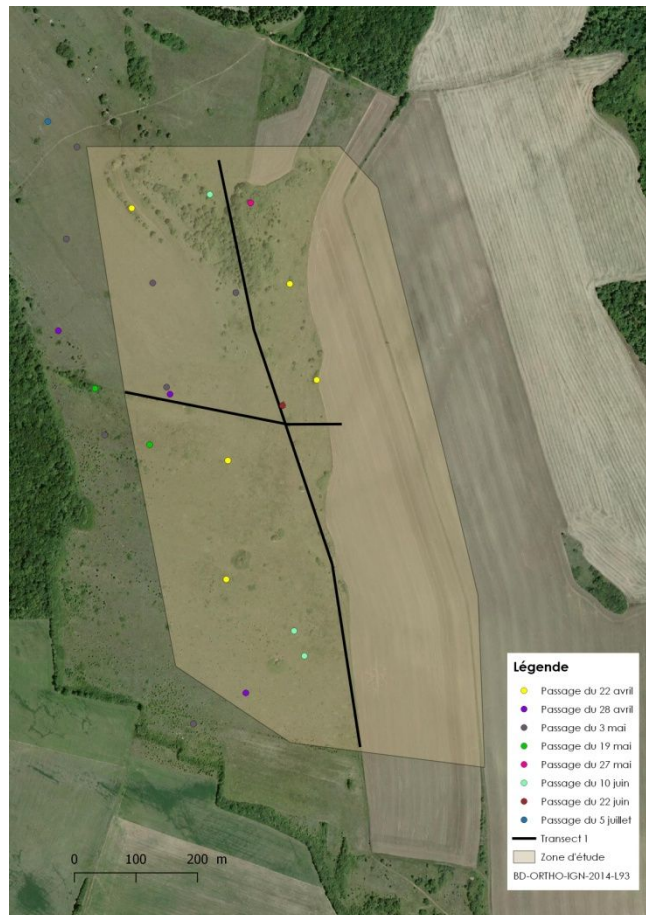 Légende
Passage du 22 avril
Passage du 28 avril
Passage du 3 mai
Passage du 19 mai
Passage du 27 mai
Passage du 10 juin
Passage du 22 juin
Passage du 5 juillet
Transect 1
Zone d'étude
BD-ORTHO-IGN-2014-L93
0 100 200 m